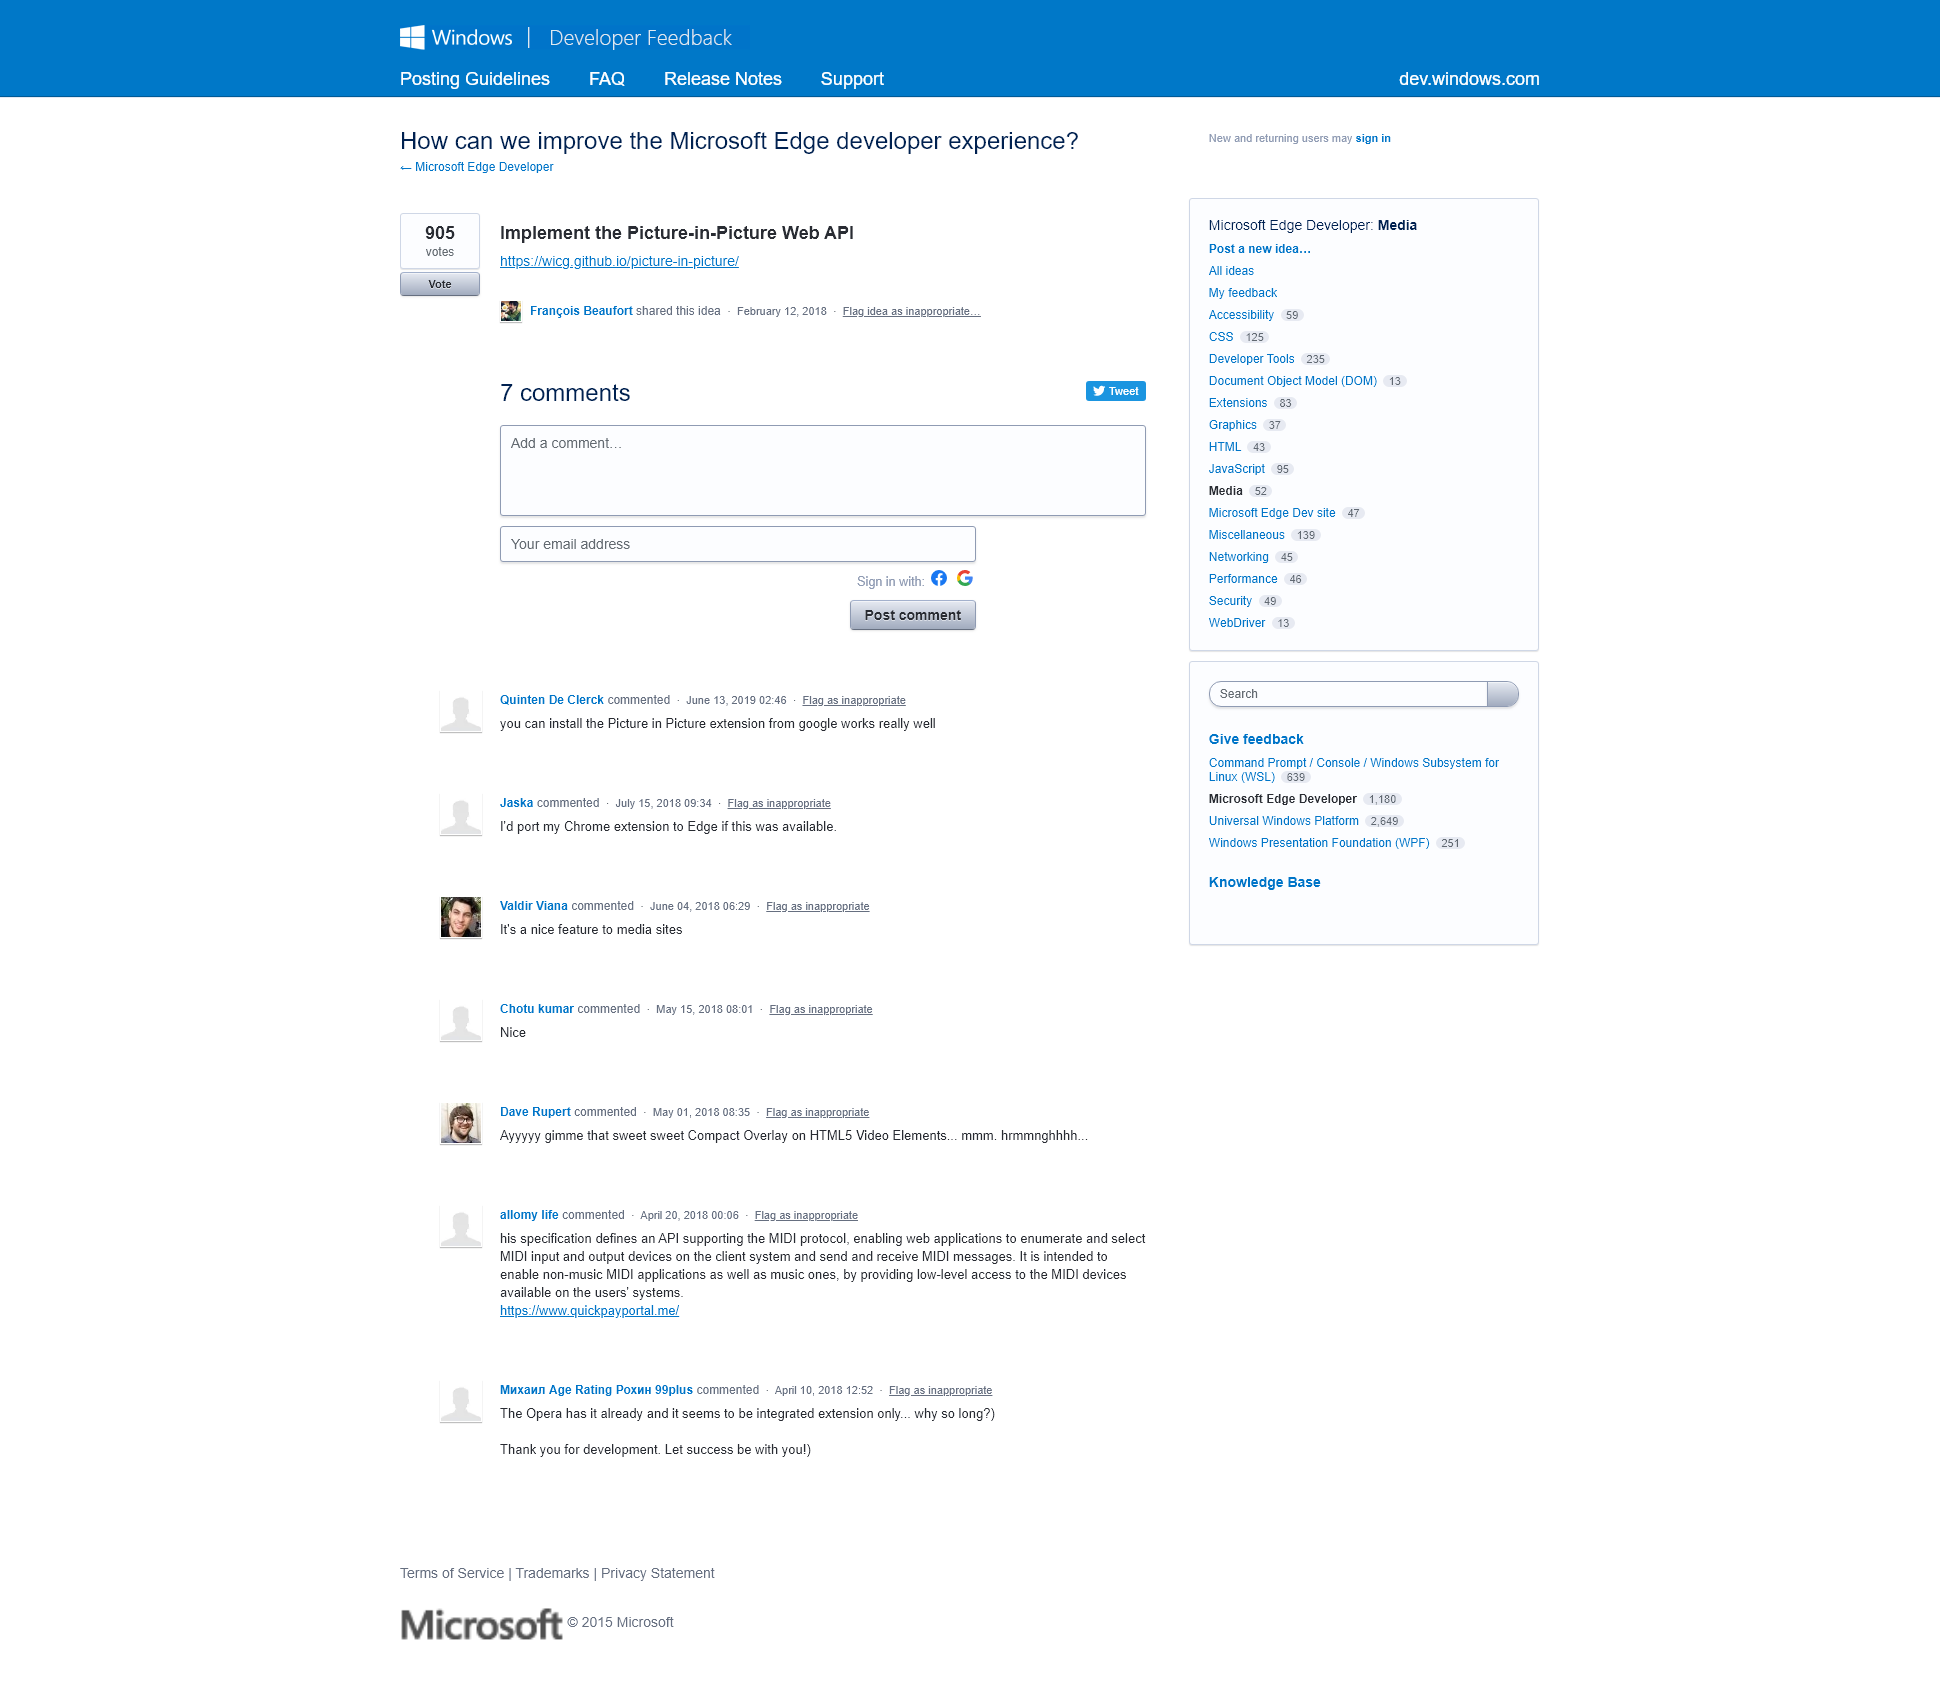 Windows | Developer Feedback
Posting Guidelines FAQ Release Notes Support dev.windows.com
How can we improve the Microsoft Edge developer experience?
← Microsoft Edge Developer
New and returning users may sign in
905
votes
Vote
Implement the Picture-in-Picture Web API
https://wicg.github.io/picture-in-picture/
François Beaufort shared this idea · February 12, 2018 · Flag idea as inappropriate…
7 comments
Tweet
Add a comment…
Your email address
Sign in with:
Post comment
Quinten De Clerck commented · June 13, 2019 02:46 · Flag as inappropriate
you can install the Picture in Picture extension from google works really well
Jaska commented · July 15, 2018 09:34 · Flag as inappropriate
I'd port my Chrome extension to Edge if this was available.
Valdir Viana commented · June 04, 2018 06:29 · Flag as inappropriate
It's a nice feature to media sites
Chotu kumar commented · May 15, 2018 08:01 · Flag as inappropriate
Nice
Dave Rupert commented · May 01, 2018 08:35 · Flag as inappropriate
Ayyyyy gimme that sweet sweet Compact Overlay on HTML5 Video Elements... mmm. hrmmnghhhh...
allomy life commented · April 20, 2018 00:06 · Flag as inappropriate
his specification defines an API supporting the MIDI protocol, enabling web applications to enumerate and select
MIDI input and output devices on the client system and send and receive MIDI messages. It is intended to
enable non-music MIDI applications as well as music ones, by providing low-level access to the MIDI devices
available on the users' systems.
https://www.quickpayportal.me/
Михаил Age Rating Рохин 99plus commented · April 10, 2018 12:52 · Flag as inappropriate
The Opera has it already and it seems to be integrated extension only... why so long?)
Thank you for development. Let success be with you!)
Microsoft Edge Developer: Media
Post a new idea…
All ideas
My feedback
Accessibility 59
CSS 125
Developer Tools 235
Document Object Model (DOM) 13
Extensions 83
Graphics 37
HTML 43
JavaScript 95
Media 52
Microsoft Edge Dev site 47
Miscellaneous 139
Networking 45
Performance 46
Security 49
WebDriver 13
Search
Give feedback
Command Prompt / Console / Windows Subsystem for
Linux (WSL) 639
Microsoft Edge Developer 1,180
Universal Windows Platform 2,649
Windows Presentation Foundation (WPF) 251
Knowledge Base
Terms of Service | Trademarks | Privacy Statement
Microsoft © 2015 Microsoft